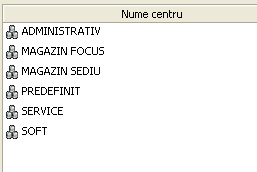 Nume centru
ADMINISTRATIV
MAGAZIN FOCUS
MAGAZIN SEDIU
PREDEFINIT
SERVICE
SOFT